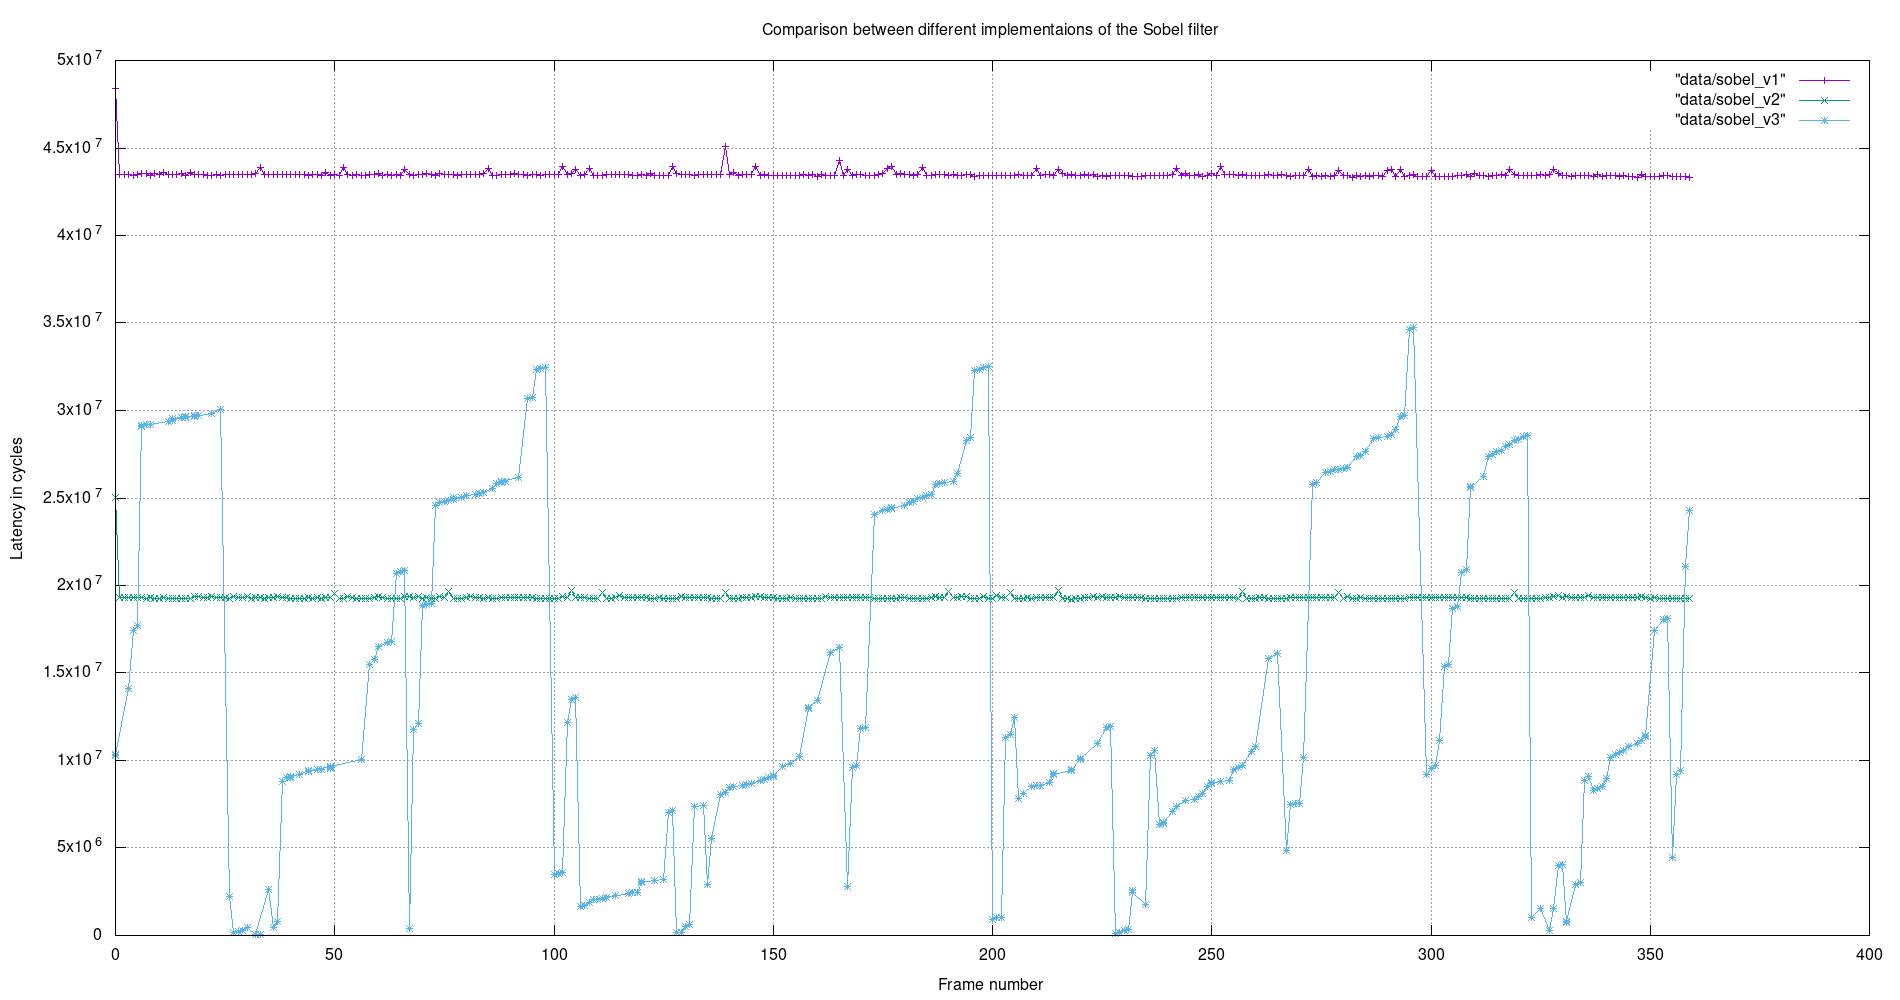 Comparison between different implementaions of the Sobel filter
"data/sobel_v1"
"data/sobel_v2"
"data/sobel_v3"
5x10^7
4.5x10^7
4x10^7
3.5x10^7
3x10^7
2.5x10^7
2x10^7
1.5x10^7
1x10^7
5x10^6
0
Latency in cycles
0 50 100 150 200 250 300 350 400
Frame number